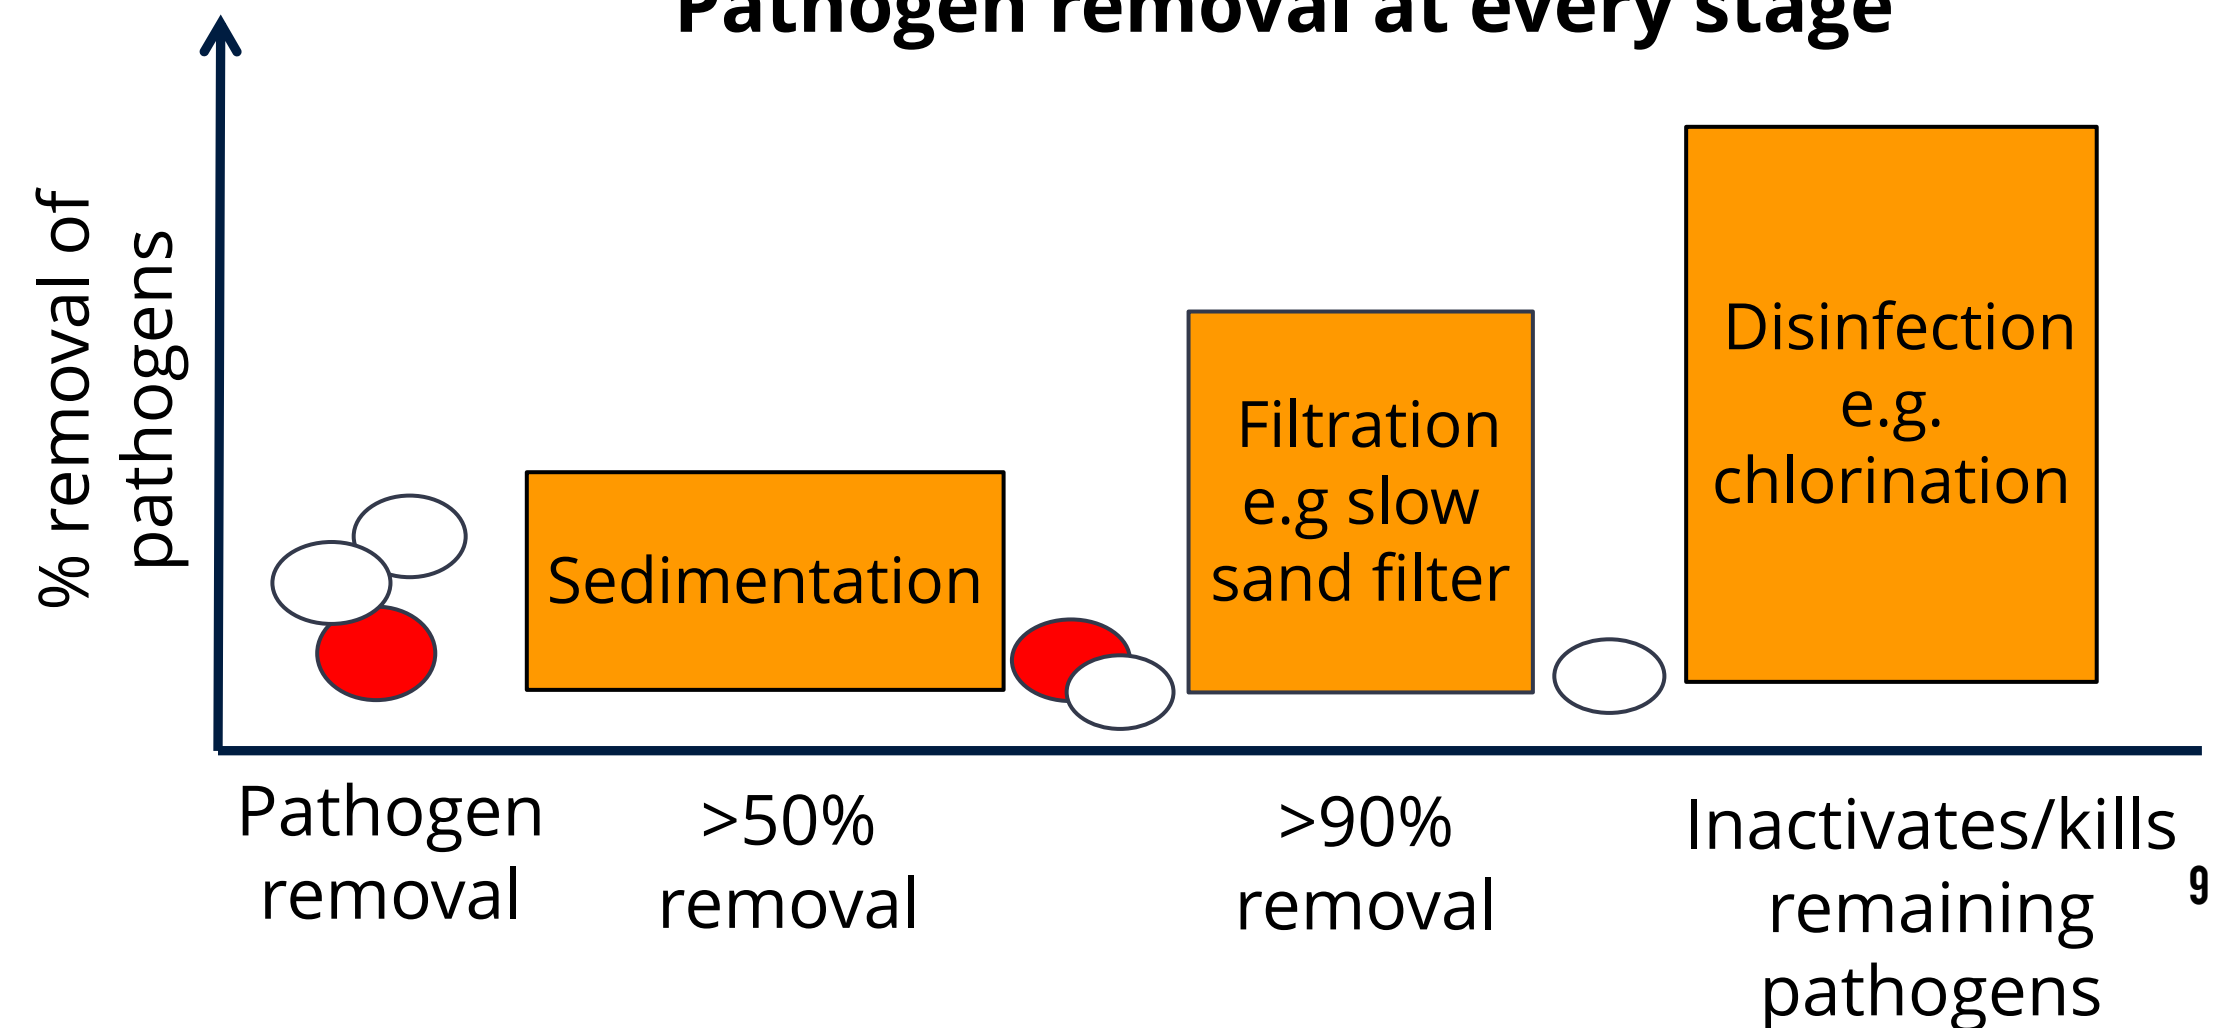 Pathogen removal at every stage
% removal of
pathogens
Sedimentation
Filtration
e.g slow
sand filter
Disinfection
e.g.
chlorination
Pathogen
removal
>50%
removal
>90%
removal
Inactivates/kills
remaining
pathogens
9